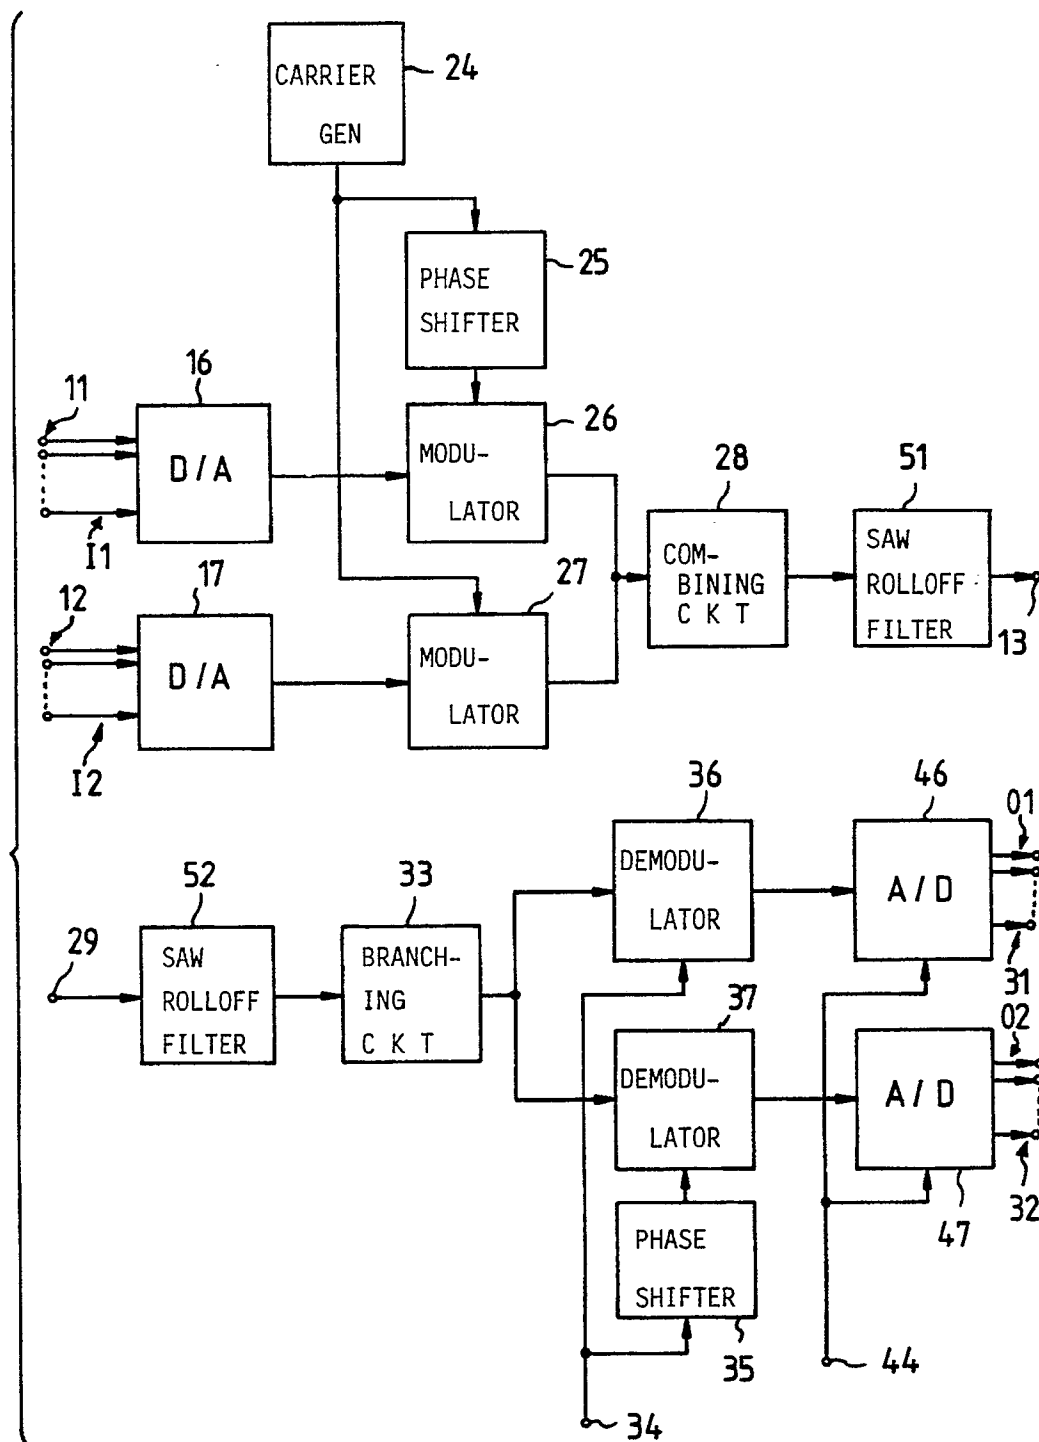 CARRIER
GEN
24
PHASE
SHIFTER
25
11
16
D/A
I1
MODU-
LATOR
26
12
17
D/A
I2
MODU-
LATOR
27
28
COM-
BINING
CKT
51
SAW
ROLLOFF
FILTER
13
29
52
SAW
ROLLOFF
FILTER
33
BRANCH-
ING
CKT
36
DEMODU-
LATOR
46
A/D
01
31
37
DEMODU-
LATOR
A/D
47
02
32
PHASE
SHIFTER
35
44
34